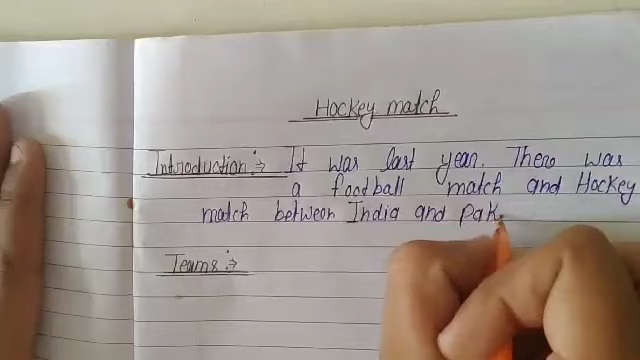 Hockey match
Introduction :→ It was last year. There was
a football match and Hockey
match between India and Pak.
Teams :→